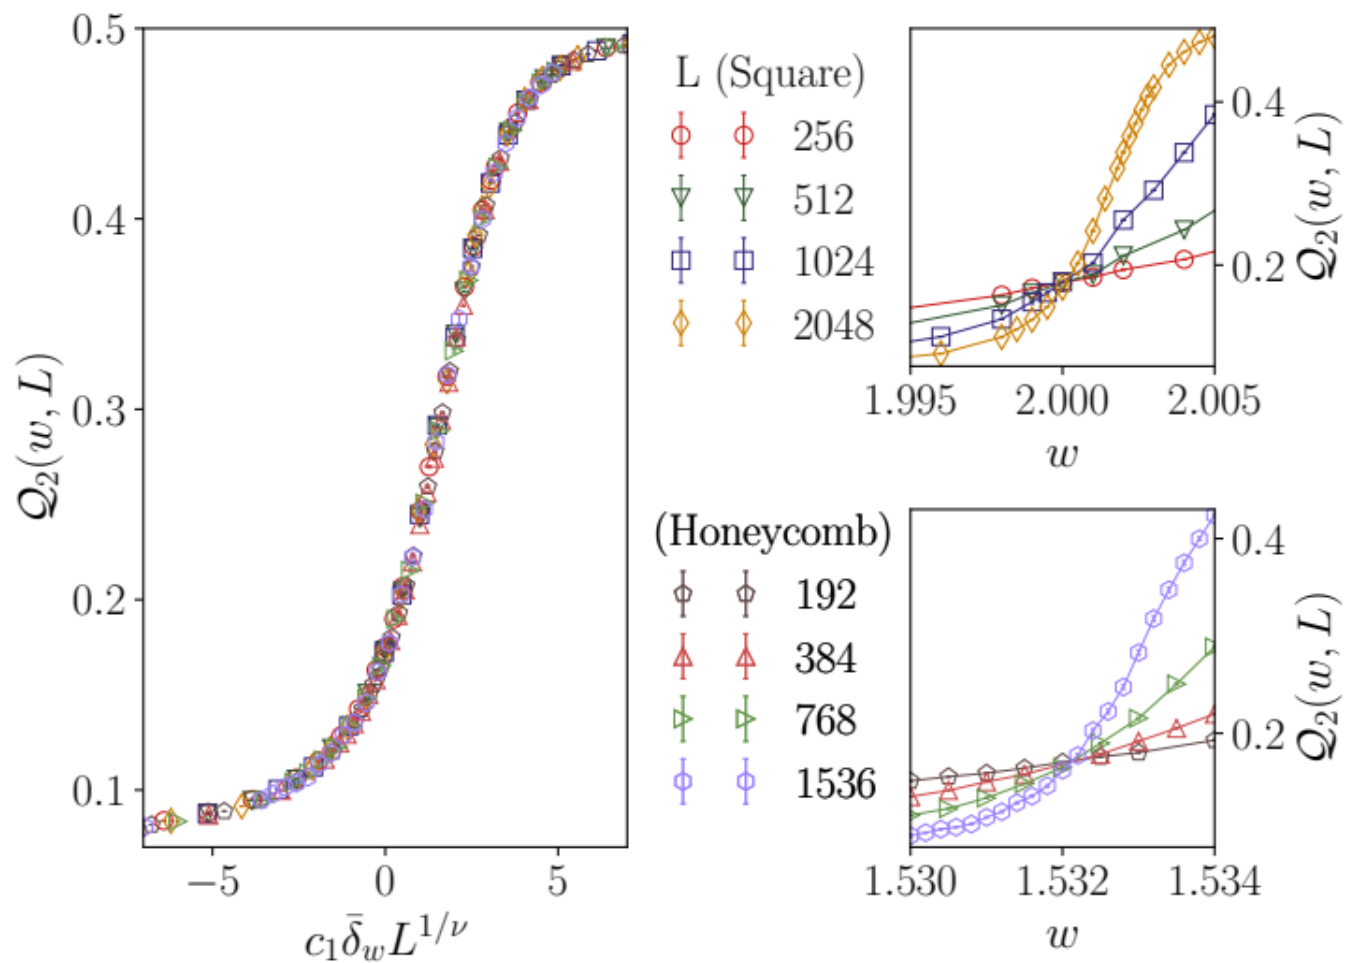 0.5
0.4
0.3
0.2
0.1
𝒬₂(w, L)
−5 0 5
c₁δ̄_wL^{1/ν}
L (Square)
256
512
1024
2048
(Honeycomb)
192
384
768
1536
0.4
0.2
𝒬₂(w, L)
1.995 2.000 2.005
w
0.4
0.2
𝒬₂(w, L)
1.530 1.532 1.534
w